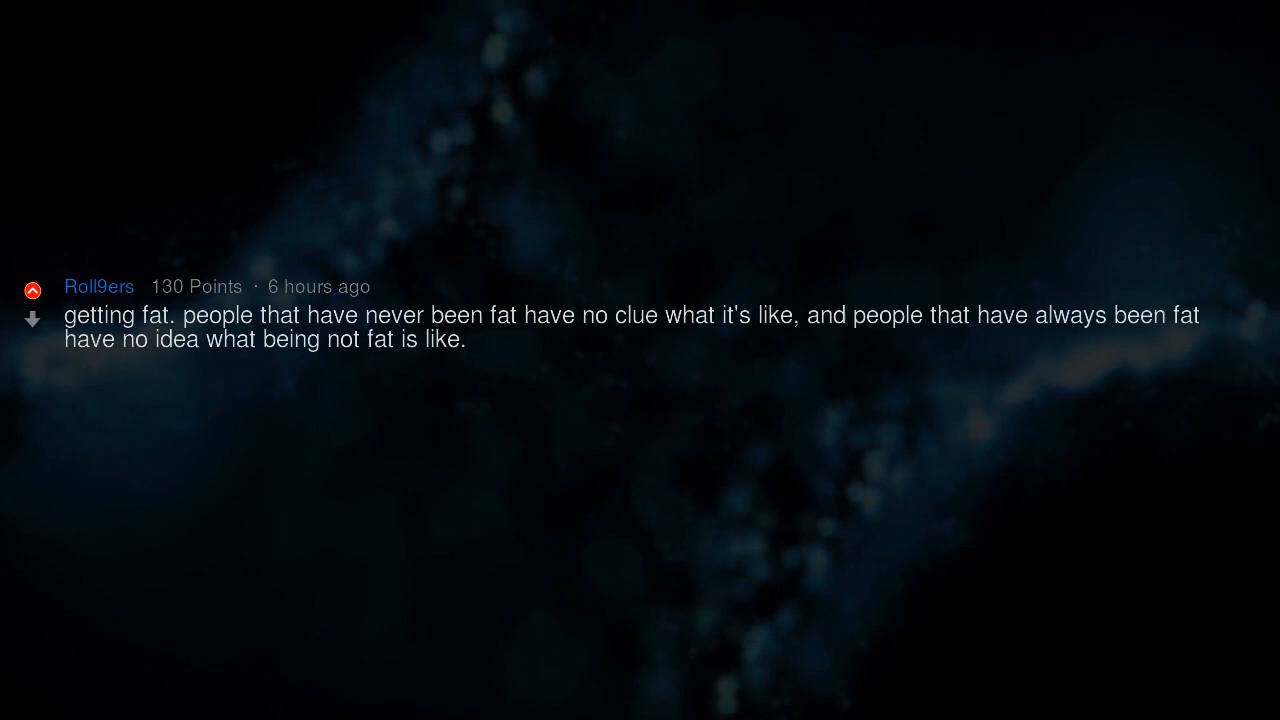 Roll9ers 130 Points · 6 hours ago
getting fat. people that have never been fat have no clue what it's like, and people that have always been fat
have no idea what being not fat is like.